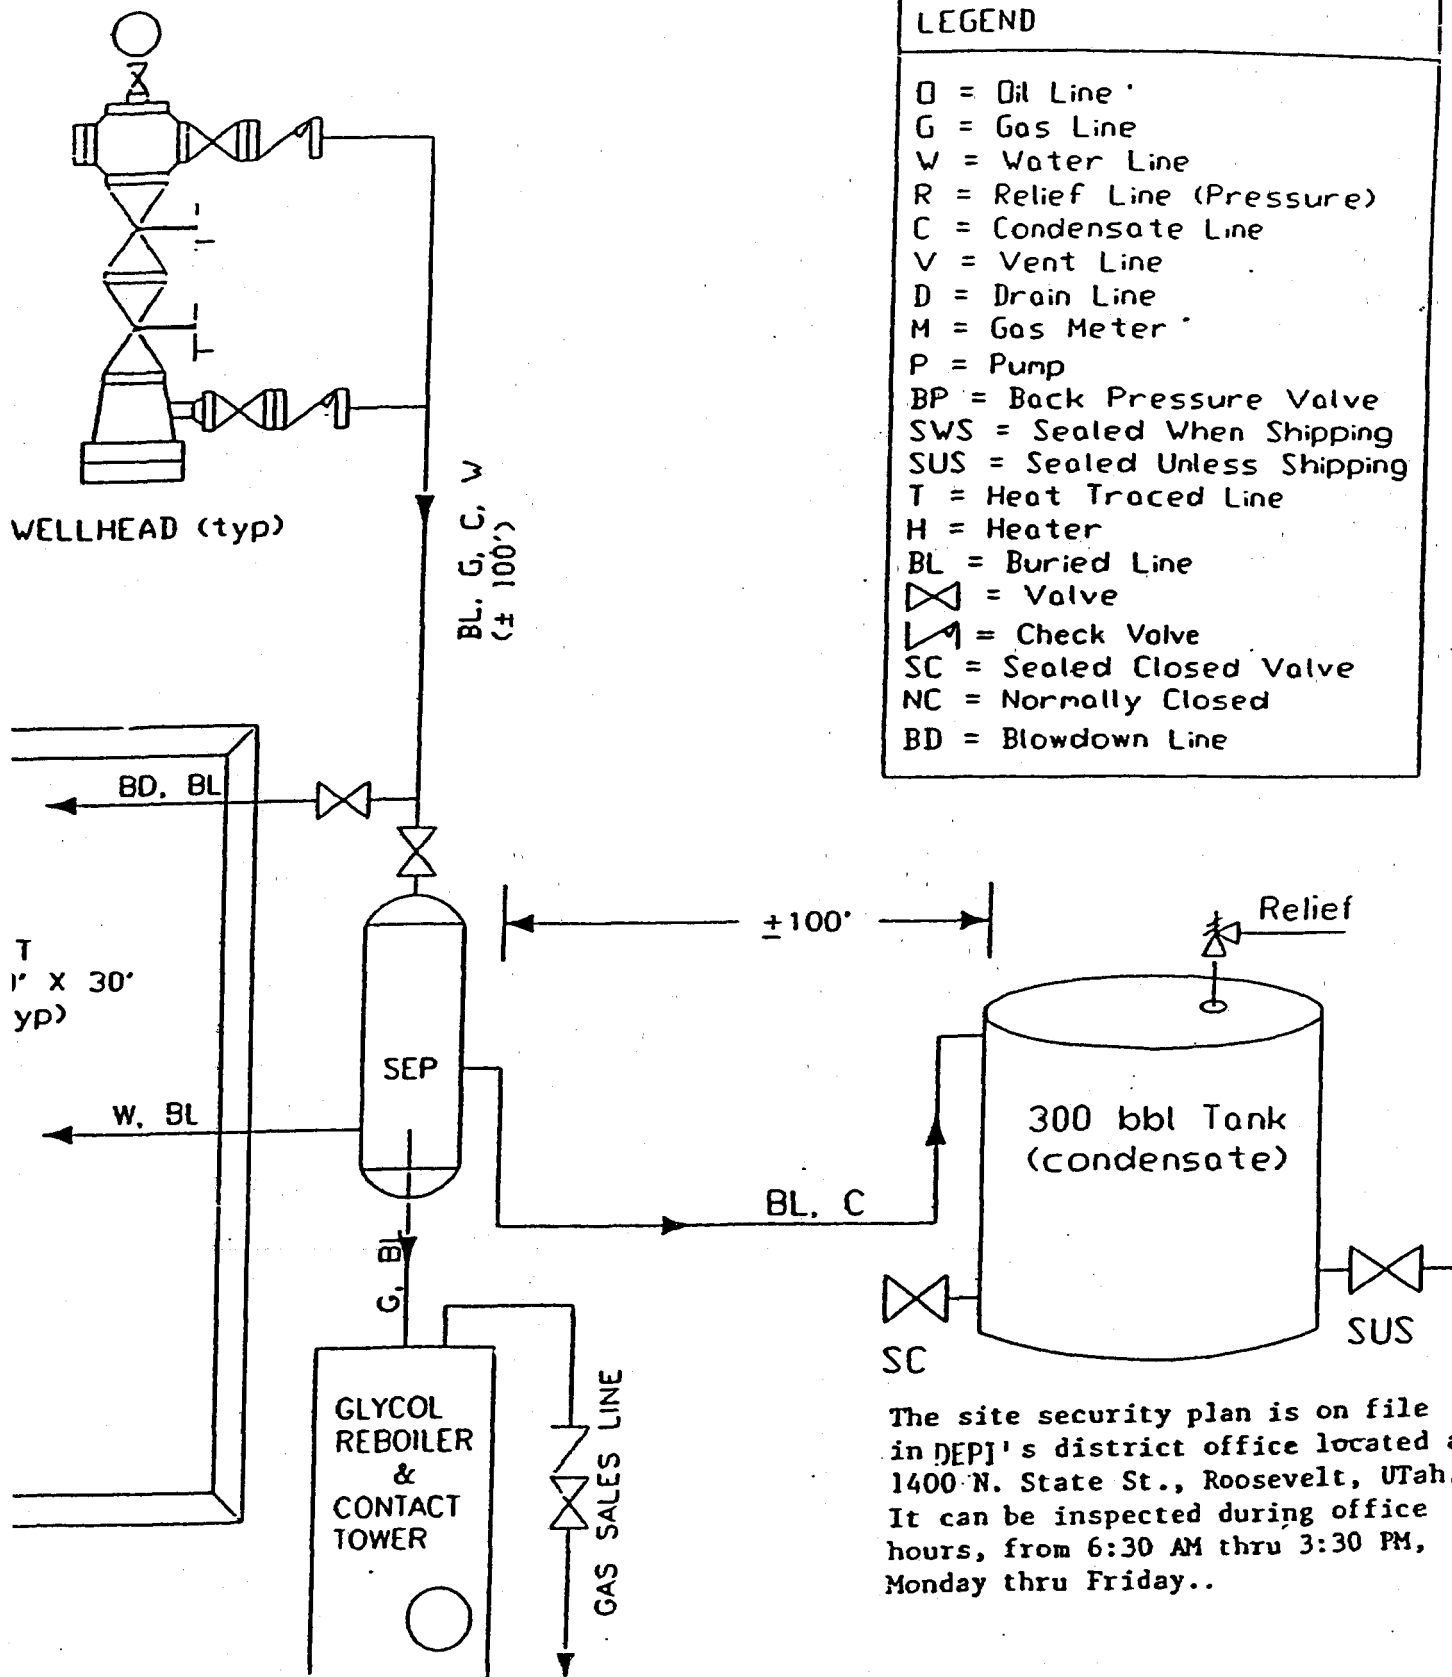 LEGEND
O = Oil Line
G = Gas Line
W = Water Line
R = Relief Line (Pressure)
C = Condensate Line
V = Vent Line
D = Drain Line
M = Gas Meter
P = Pump
BP = Back Pressure Valve
SWS = Sealed When Shipping
SUS = Sealed Unless Shipping
T = Heat Traced Line
H = Heater
BL = Buried Line
= Valve
= Check Valve
SC = Sealed Closed Valve
NC = Normally Closed
BD = Blowdown Line
WELLHEAD (typ)
BL, G, C, W
(± 100')
BD, BL
T
' X 30'
yp)
SEP
W, BL
±100'
Relief
300 bbl Tank
(condensate)
BL, C
G, BL
SC
SUS
GLYCOL
REBOILER
&
CONTACT
TOWER
GAS SALES LINE
The site security plan is on file
in DEPI's district office located a
1400 N. State St., Roosevelt, UTah.
It can be inspected during office
hours, from 6:30 AM thru 3:30 PM,
Monday thru Friday..